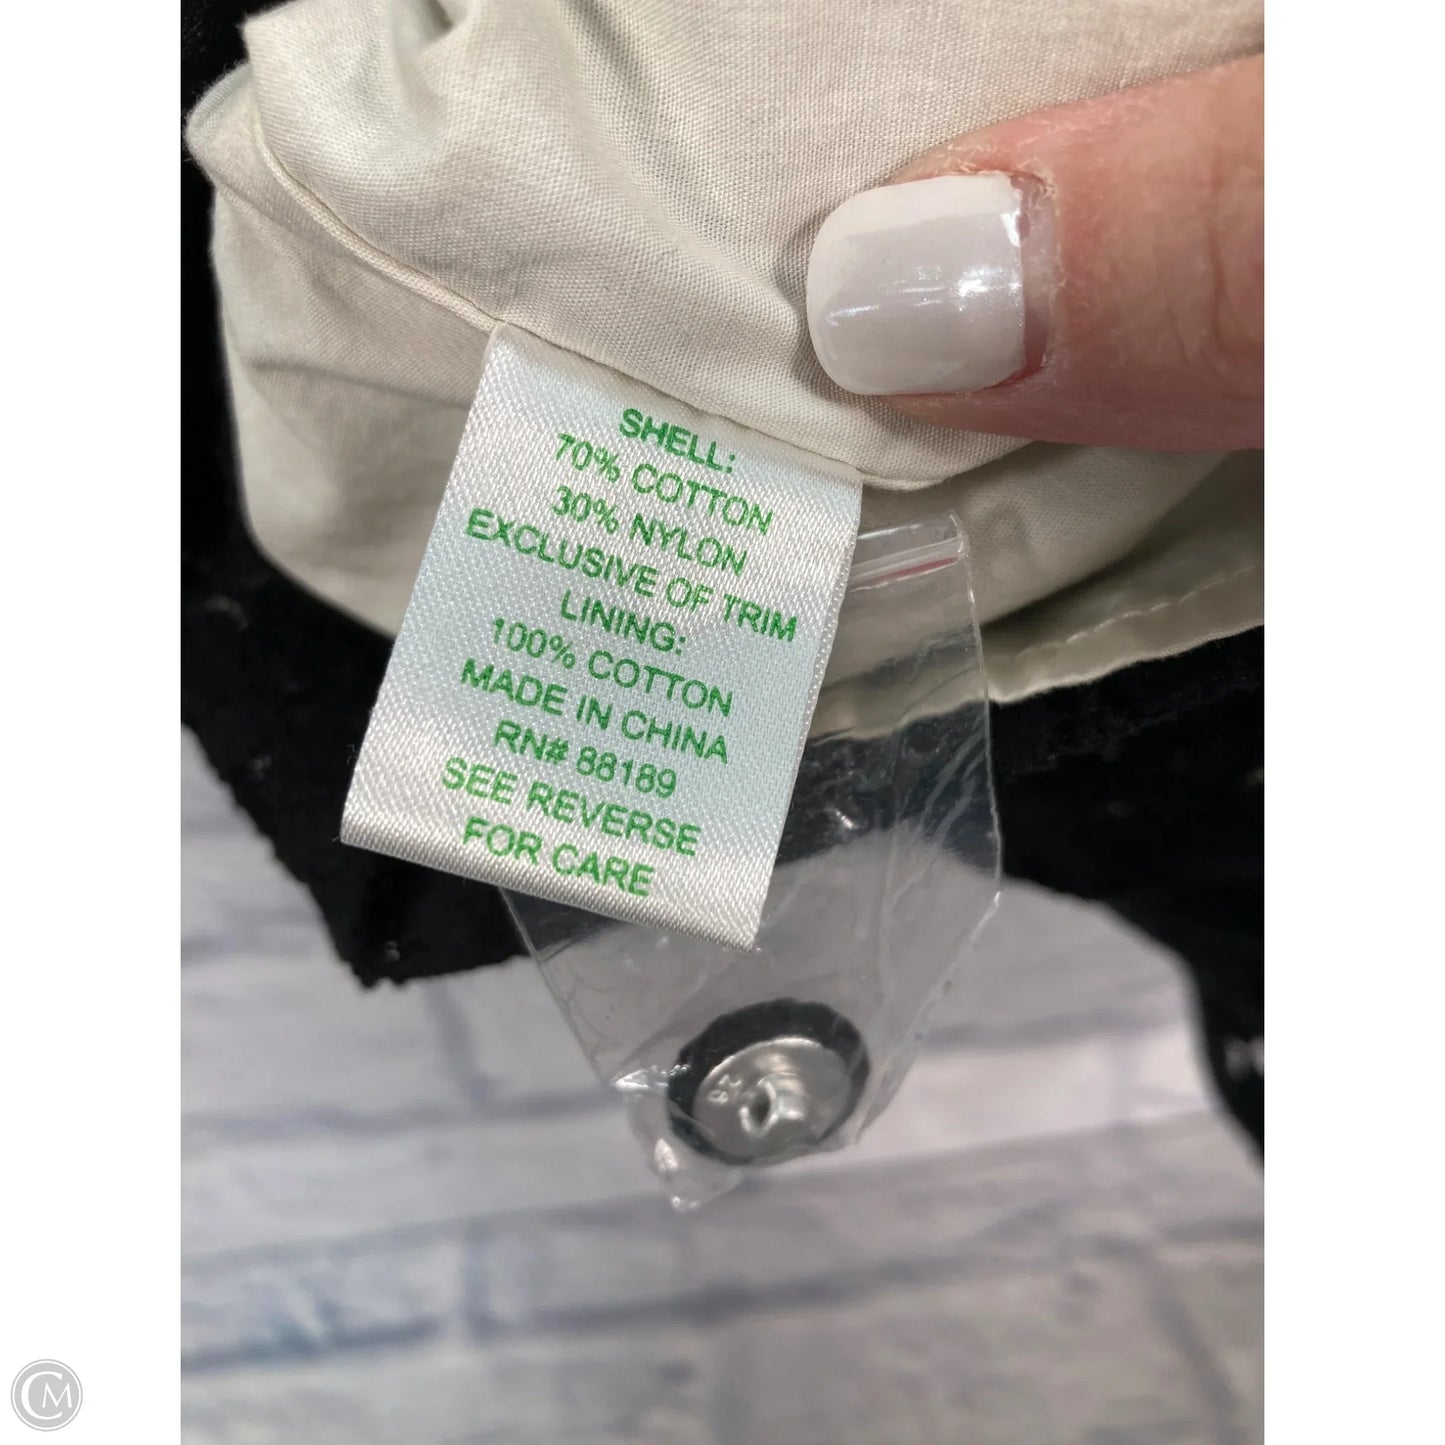 SHELL:
70% COTTON
30% NYLON
EXCLUSIVE OF TRIM
LINING:
100% COTTON
MADE IN CHINA
RN# 88189
SEE REVERSE
FOR CARE
CM